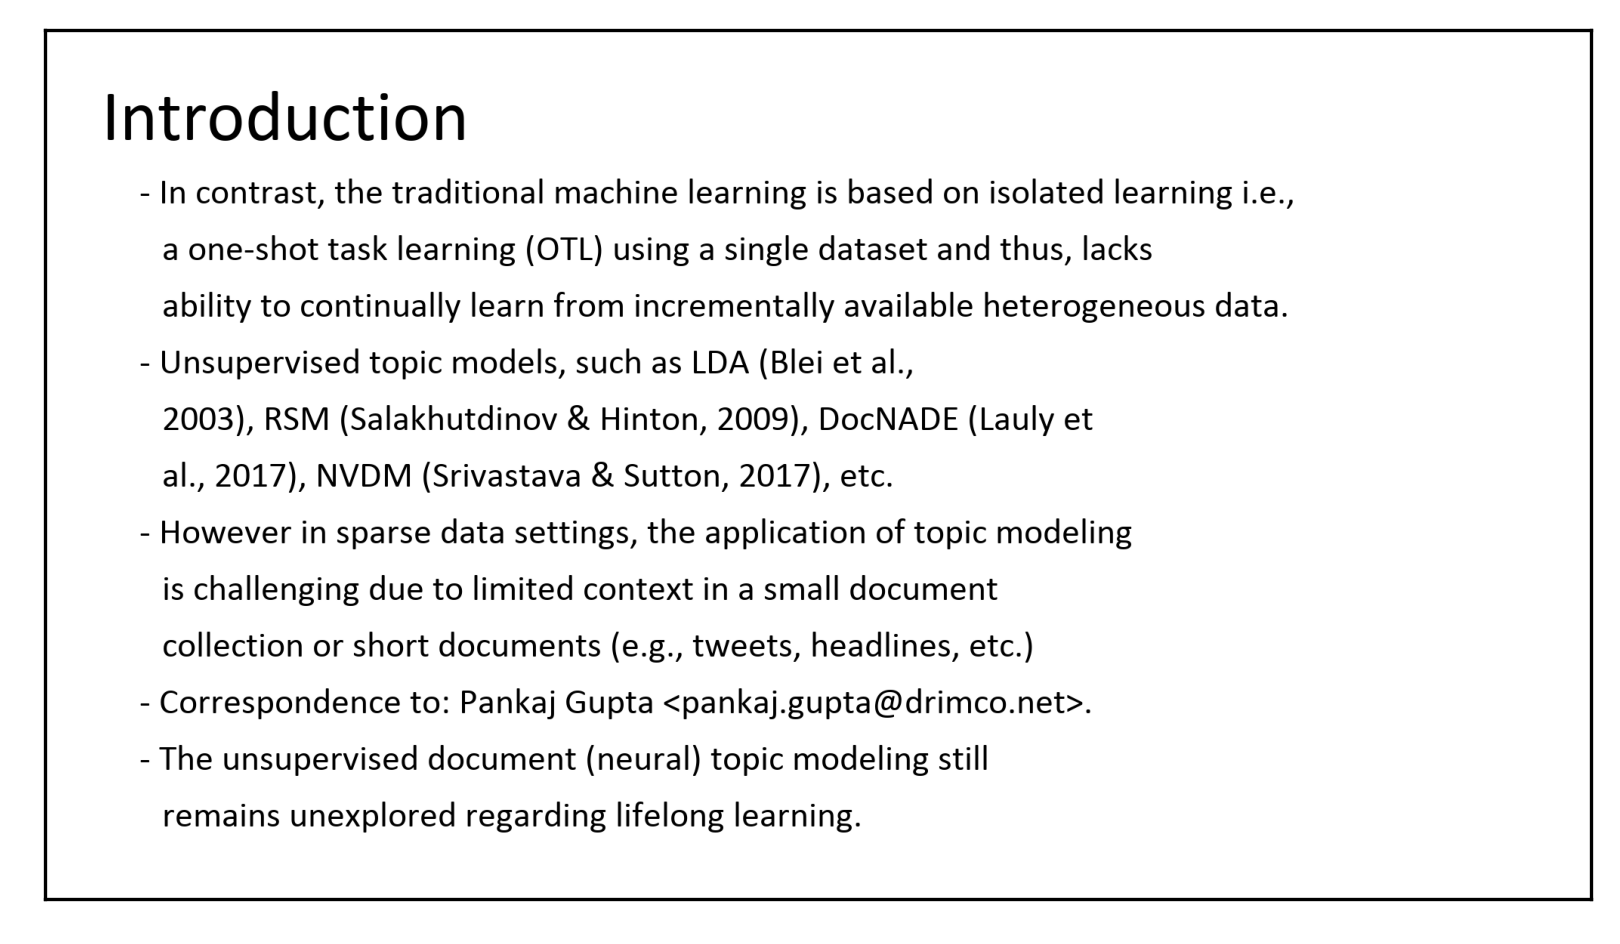 Introduction
- In contrast, the traditional machine learning is based on isolated learning i.e.,
a one-shot task learning (OTL) using a single dataset and thus, lacks
ability to continually learn from incrementally available heterogeneous data.
- Unsupervised topic models, such as LDA (Blei et al.,
2003), RSM (Salakhutdinov & Hinton, 2009), DocNADE (Lauly et
al., 2017), NVDM (Srivastava & Sutton, 2017), etc.
- However in sparse data settings, the application of topic modeling
is challenging due to limited context in a small document
collection or short documents (e.g., tweets, headlines, etc.)
- Correspondence to: Pankaj Gupta <pankaj.gupta@drimco.net>.
- The unsupervised document (neural) topic modeling still
remains unexplored regarding lifelong learning.